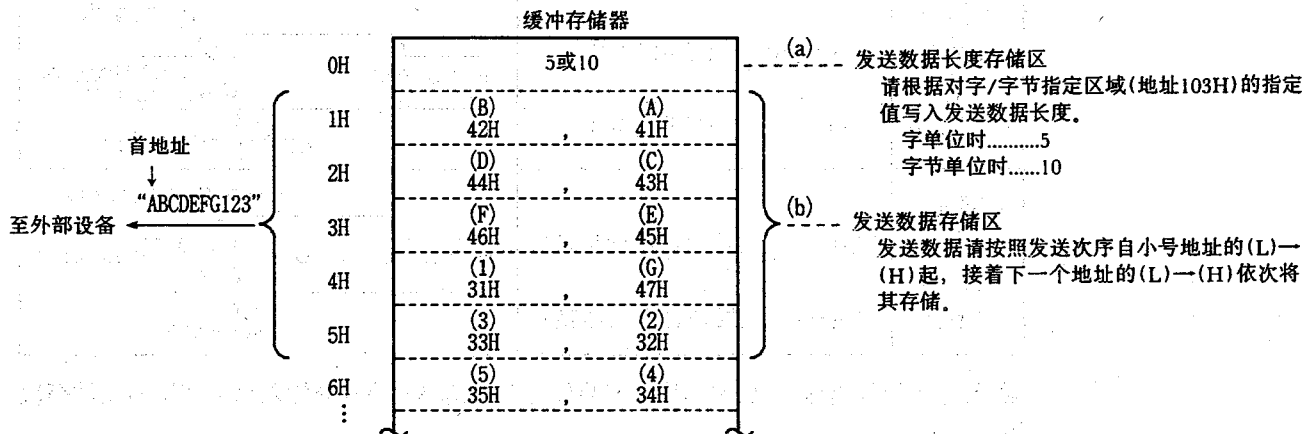 缓冲存储器
0H
5或10
(a)
发送数据长度存储区
请根据对字/字节指定区域(地址103H)的指定
值写入发送数据长度。
字单位时..........5
字节单位时......10
1H
(B) (A)
42H , 41H
2H
(D) (C)
44H , 43H
3H
(F) (E)
46H , 45H
4H
(1) (G)
31H , 47H
5H
(3) (2)
33H , 32H
6H
(5) (4)
35H , 34H
首地址
↓
“ABCDEFG123”
至外部设备
(b)
发送数据存储区
发送数据请按照发送次序自小号地址的(L)→
(H)起，接着下一个地址的(L)→(H)依次将
其存储。